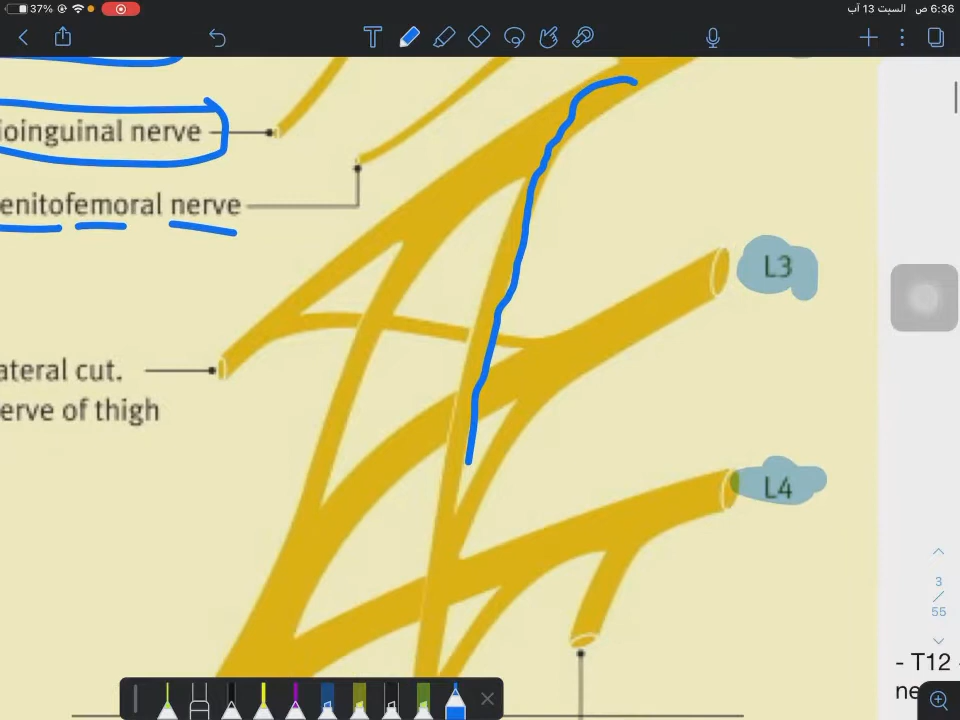 37%
السبت 13 آب 6:36 ص
T
ioinguinal nerve
enitofemoral nerve
L3
ateral cut.
erve of thigh
L4
3
/
55
- T12
ne